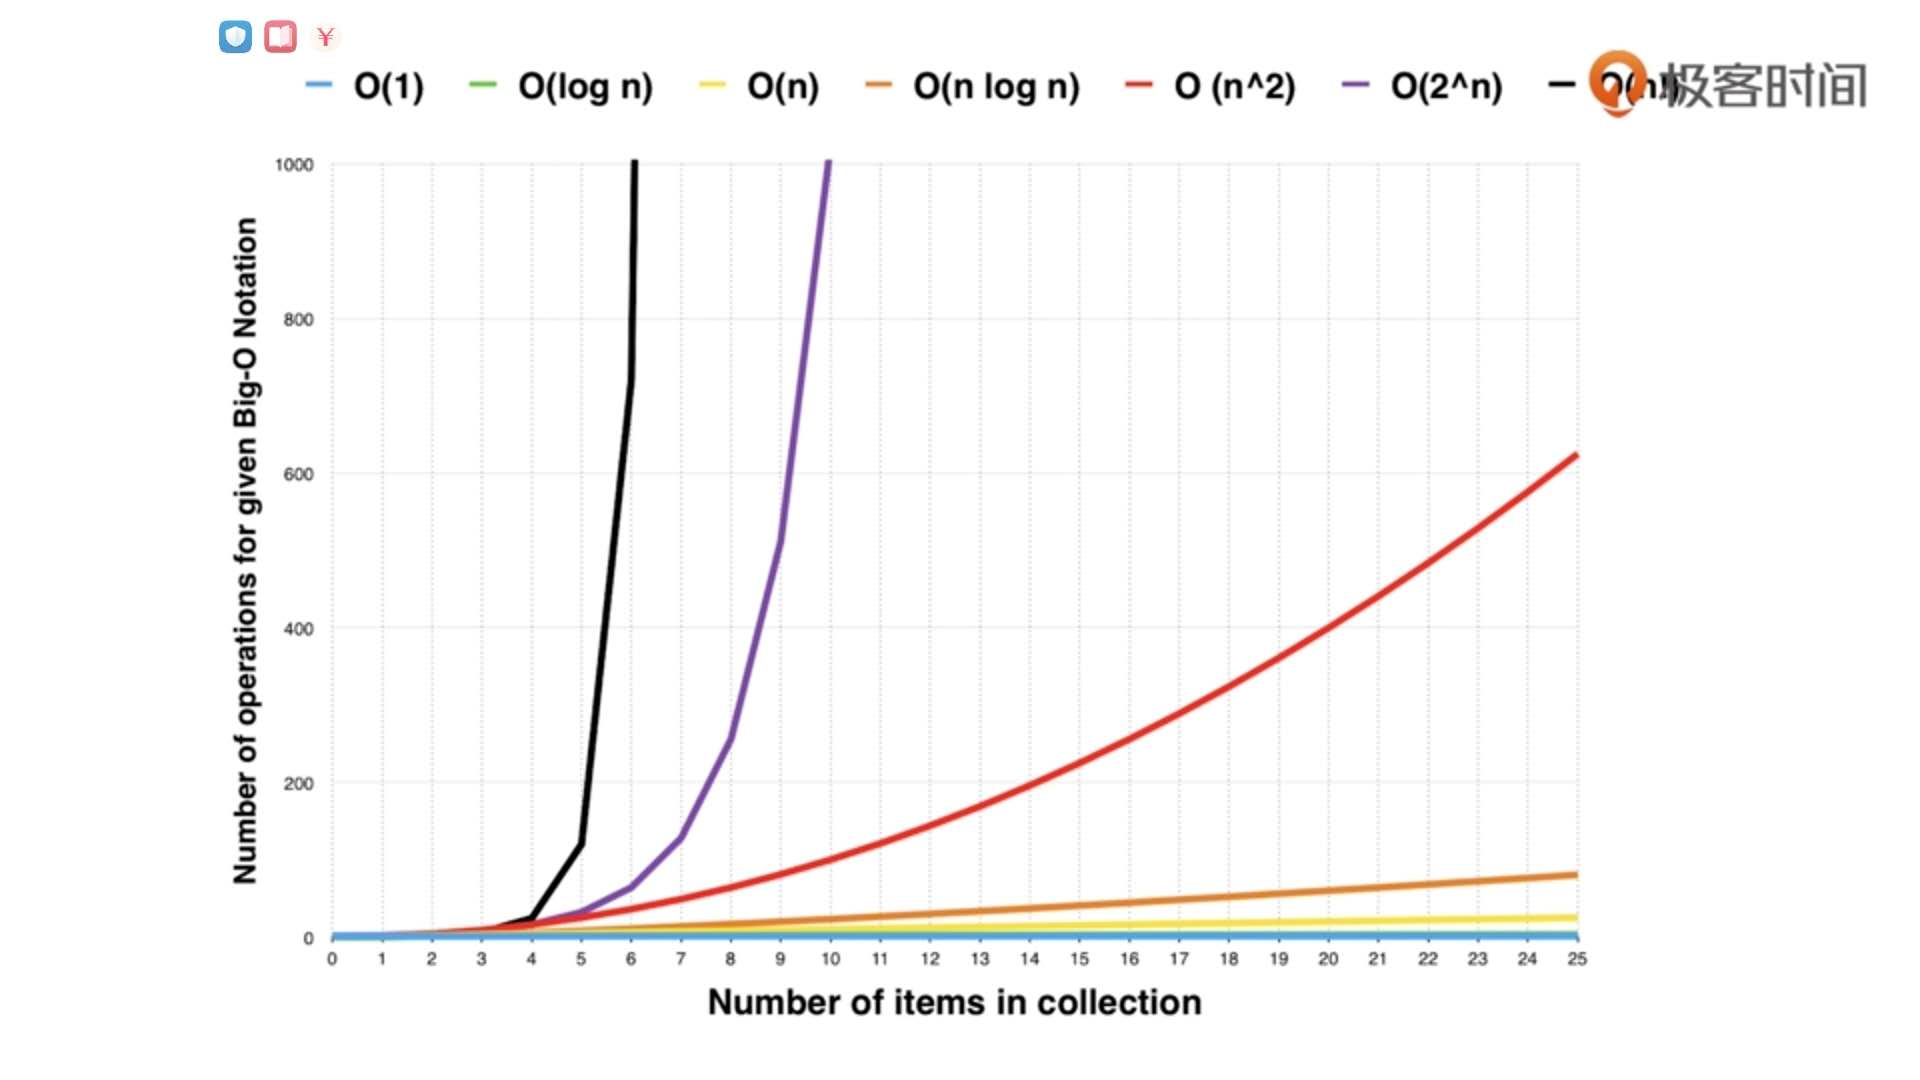 ¥
O(1) O(log n) O(n) O(n log n) O (n^2) O(2^n)
极客时间
Number of operations for given Big-O Notation
1000
800
600
400
200
0
0 1 2 3 4 5 6 7 8 9 10 11 12 13 14 15 16 17 18 19 20 21 22 23 24 25
Number of items in collection